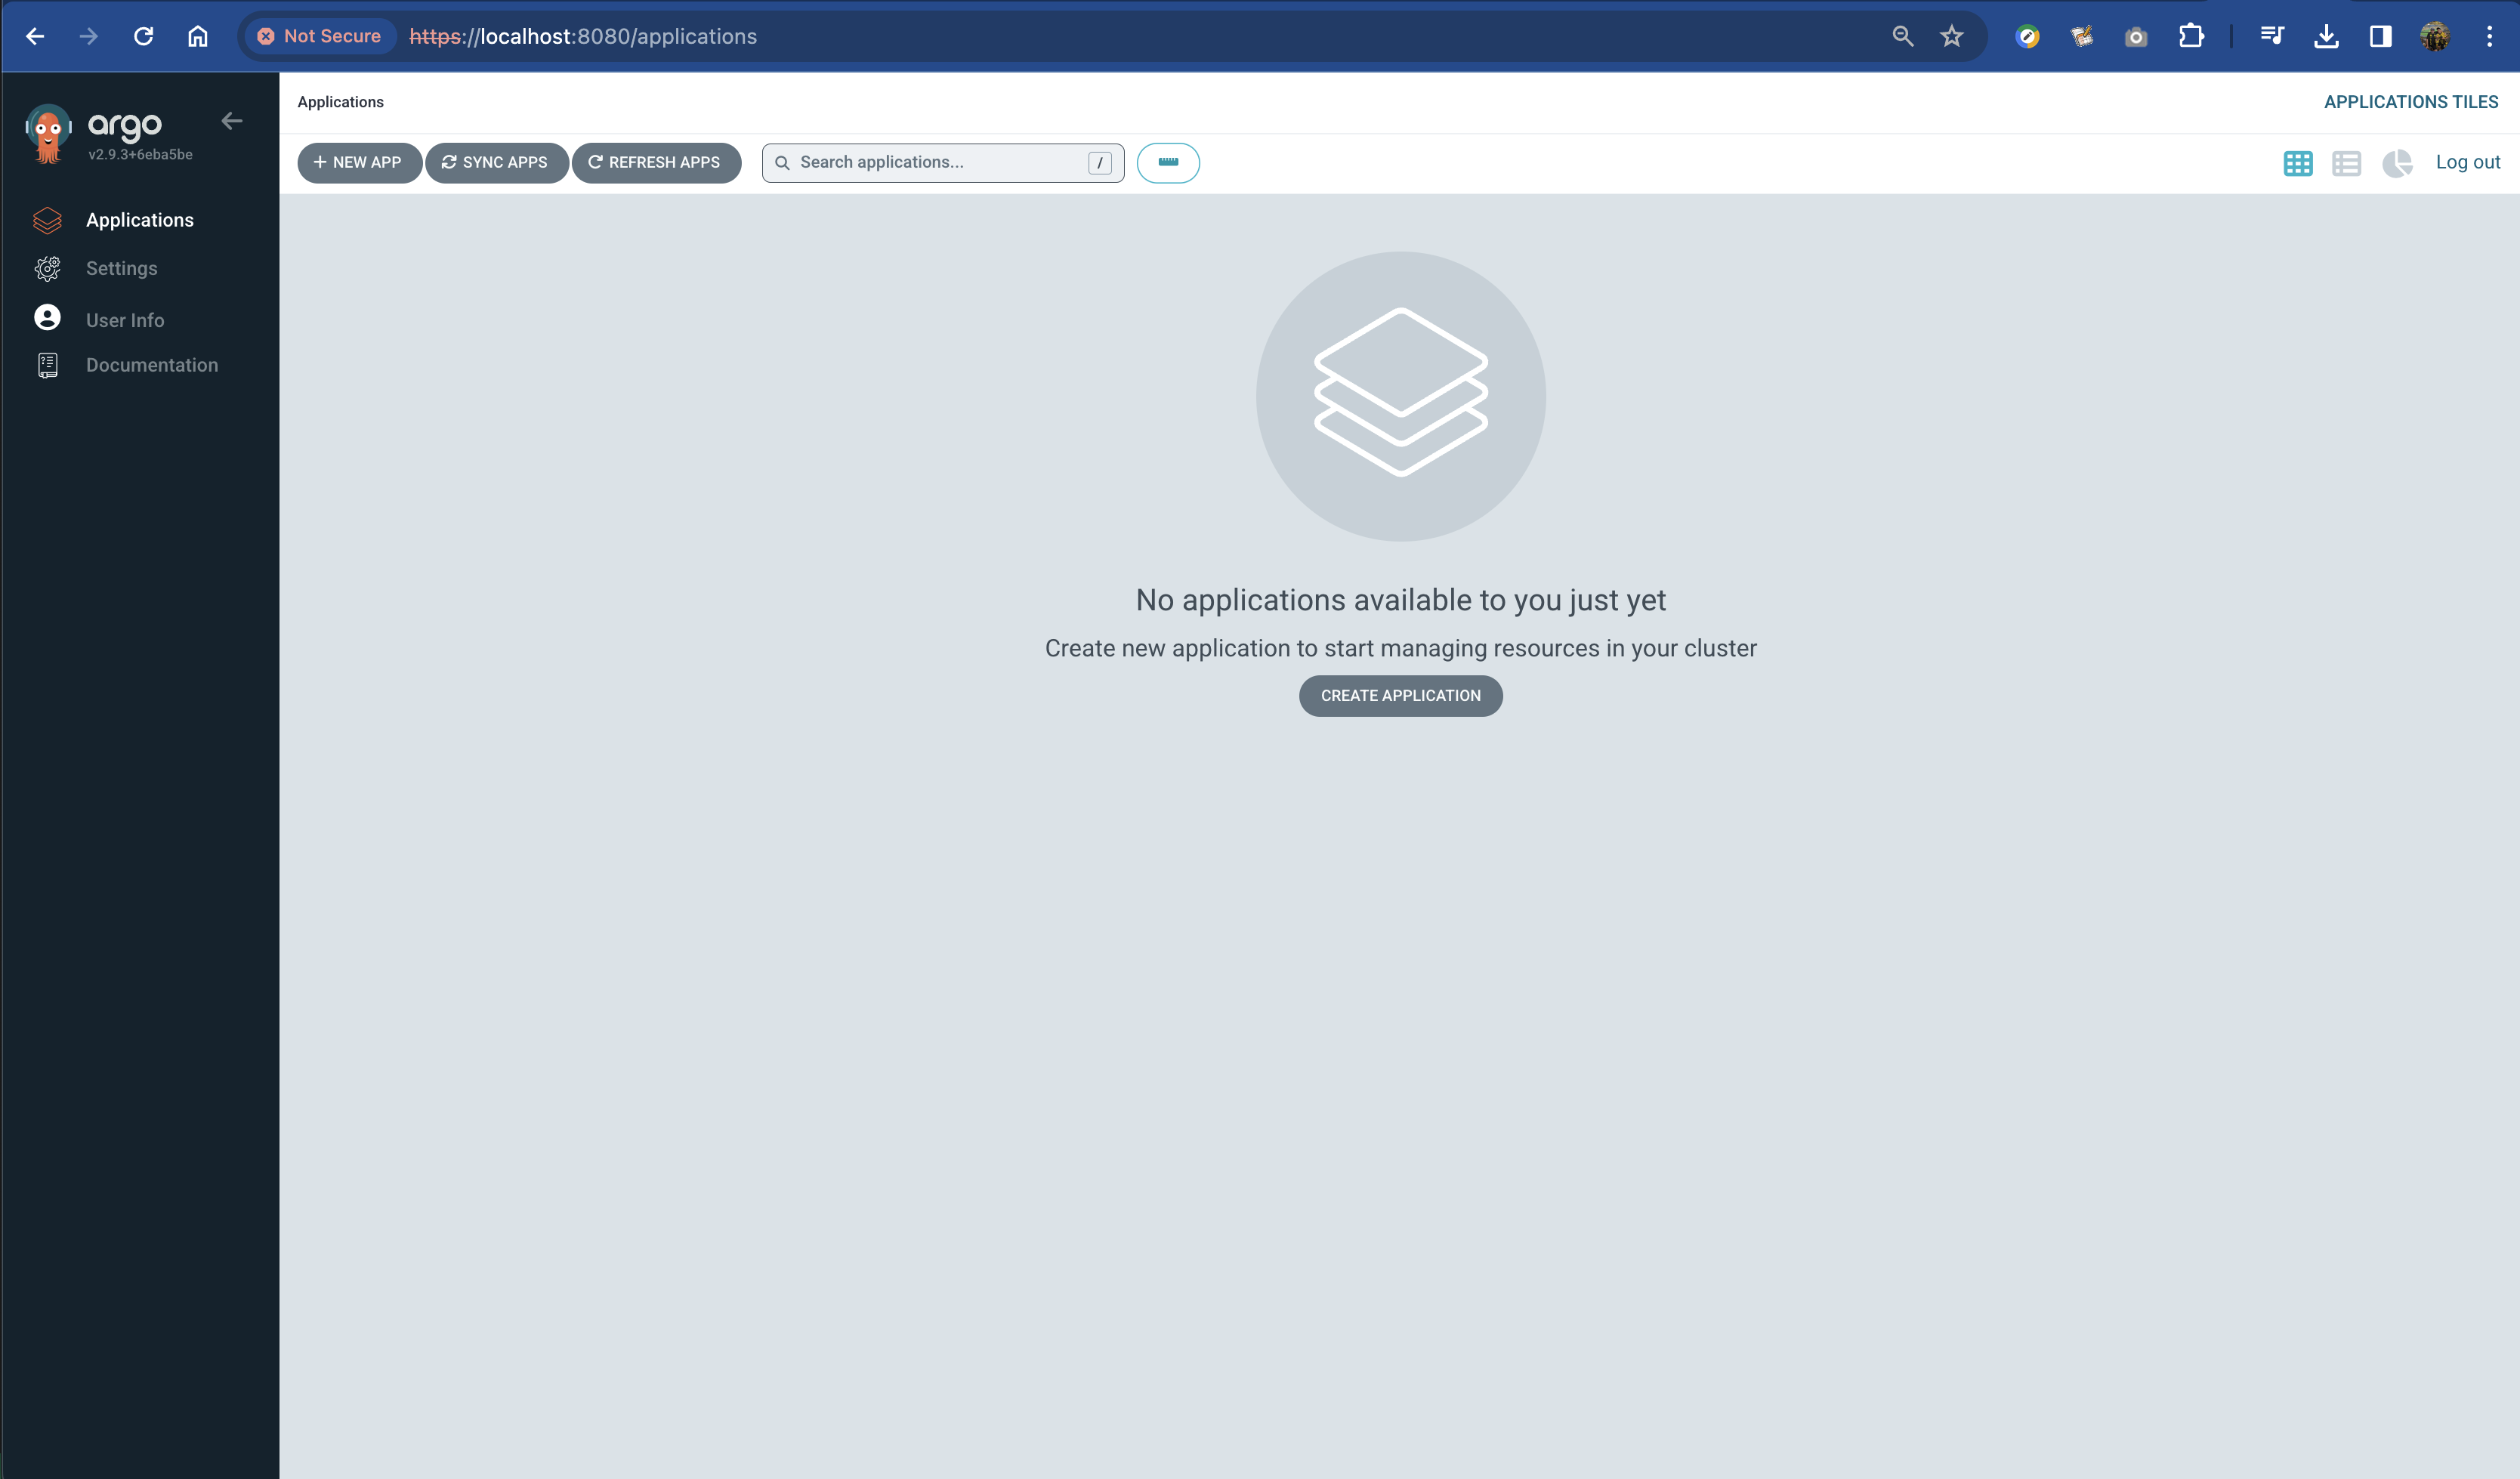 Not Secure https://localhost:8080/applications
argo
v2.9.3+6eba5be
Applications
Settings
User Info
Documentation
Applications
APPLICATIONS TILES
+ NEW APP SYNC APPS REFRESH APPS Search applications... / Log out
No applications available to you just yet
Create new application to start managing resources in your cluster
CREATE APPLICATION